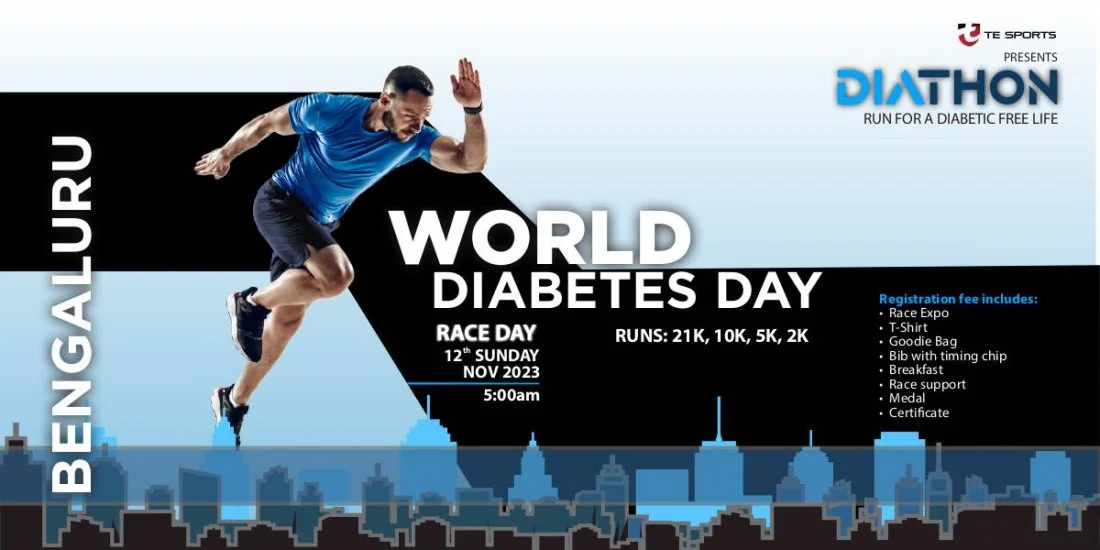 TE SPORTS
PRESENTS
DIATHON
RUN FOR A DIABETIC FREE LIFE
BENGALURU
WORLD
DIABETES DAY
RACE DAY
12th SUNDAY
NOV 2023
5:00am
RUNS: 21K, 10K, 5K, 2K
Registration fee includes:
• Race Expo
• T-Shirt
• Goodie Bag
• Bib with timing chip
• Breakfast
• Race support
• Medal
• Certificate